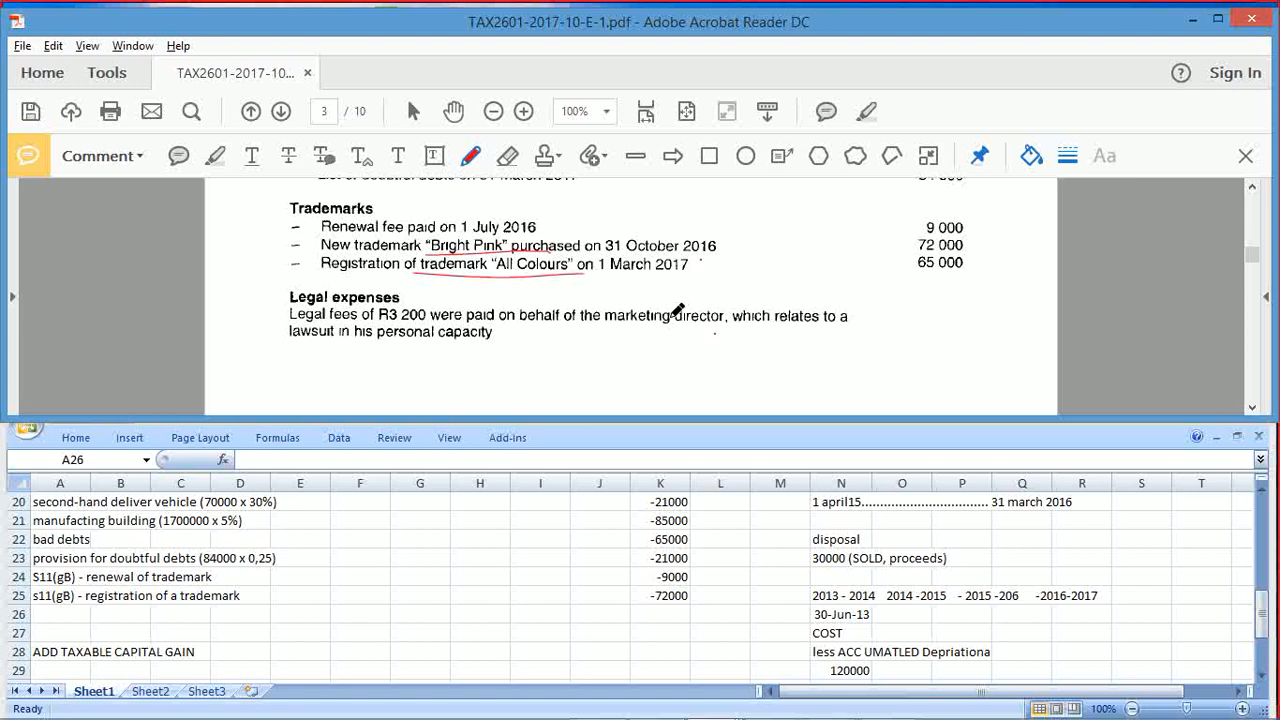 TAX2601-2017-10-E-1.pdf - Adobe Acrobat Reader DC
File Edit View Window Help
Home Tools TAX2601-2017-10... × Sign In
3 / 10 100%
Comment
Trademarks
– Renewal fee paid on 1 July 2016 9 000
– New trademark “Bright Pink” purchased on 31 October 2016 72 000
– Registration of trademark “All Colours” on 1 March 2017 65 000
Legal expenses
Legal fees of R3 200 were paid on behalf of the marketing director, which relates to a
lawsuit in his personal capacity
Home Insert Page Layout Formulas Data Review View Add-Ins
A26 fx
A B C D E F G H I J K L M N O P Q R S T
20 second-hand deliver vehicle (70000 x 30%) -21000 1 april15.................................. 31 march 2016
21 manufacting building (1700000 x 5%) -85000
22 bad debts -65000 disposal
23 provision for doubtful debts (84000 x 0,25) -21000 30000 (SOLD, proceeds)
24 S11(gB) - renewal of trademark -9000
25 s11(gB) - registration of a trademark -72000 2013 - 2014 2014 -2015 - 2015 -206 -2016-2017
26 30-Jun-13
27 COST
28 ADD TAXABLE CAPITAL GAIN less ACC UMATLED Depriationa
29 120000
Sheet1 Sheet2 Sheet3
Ready 100%